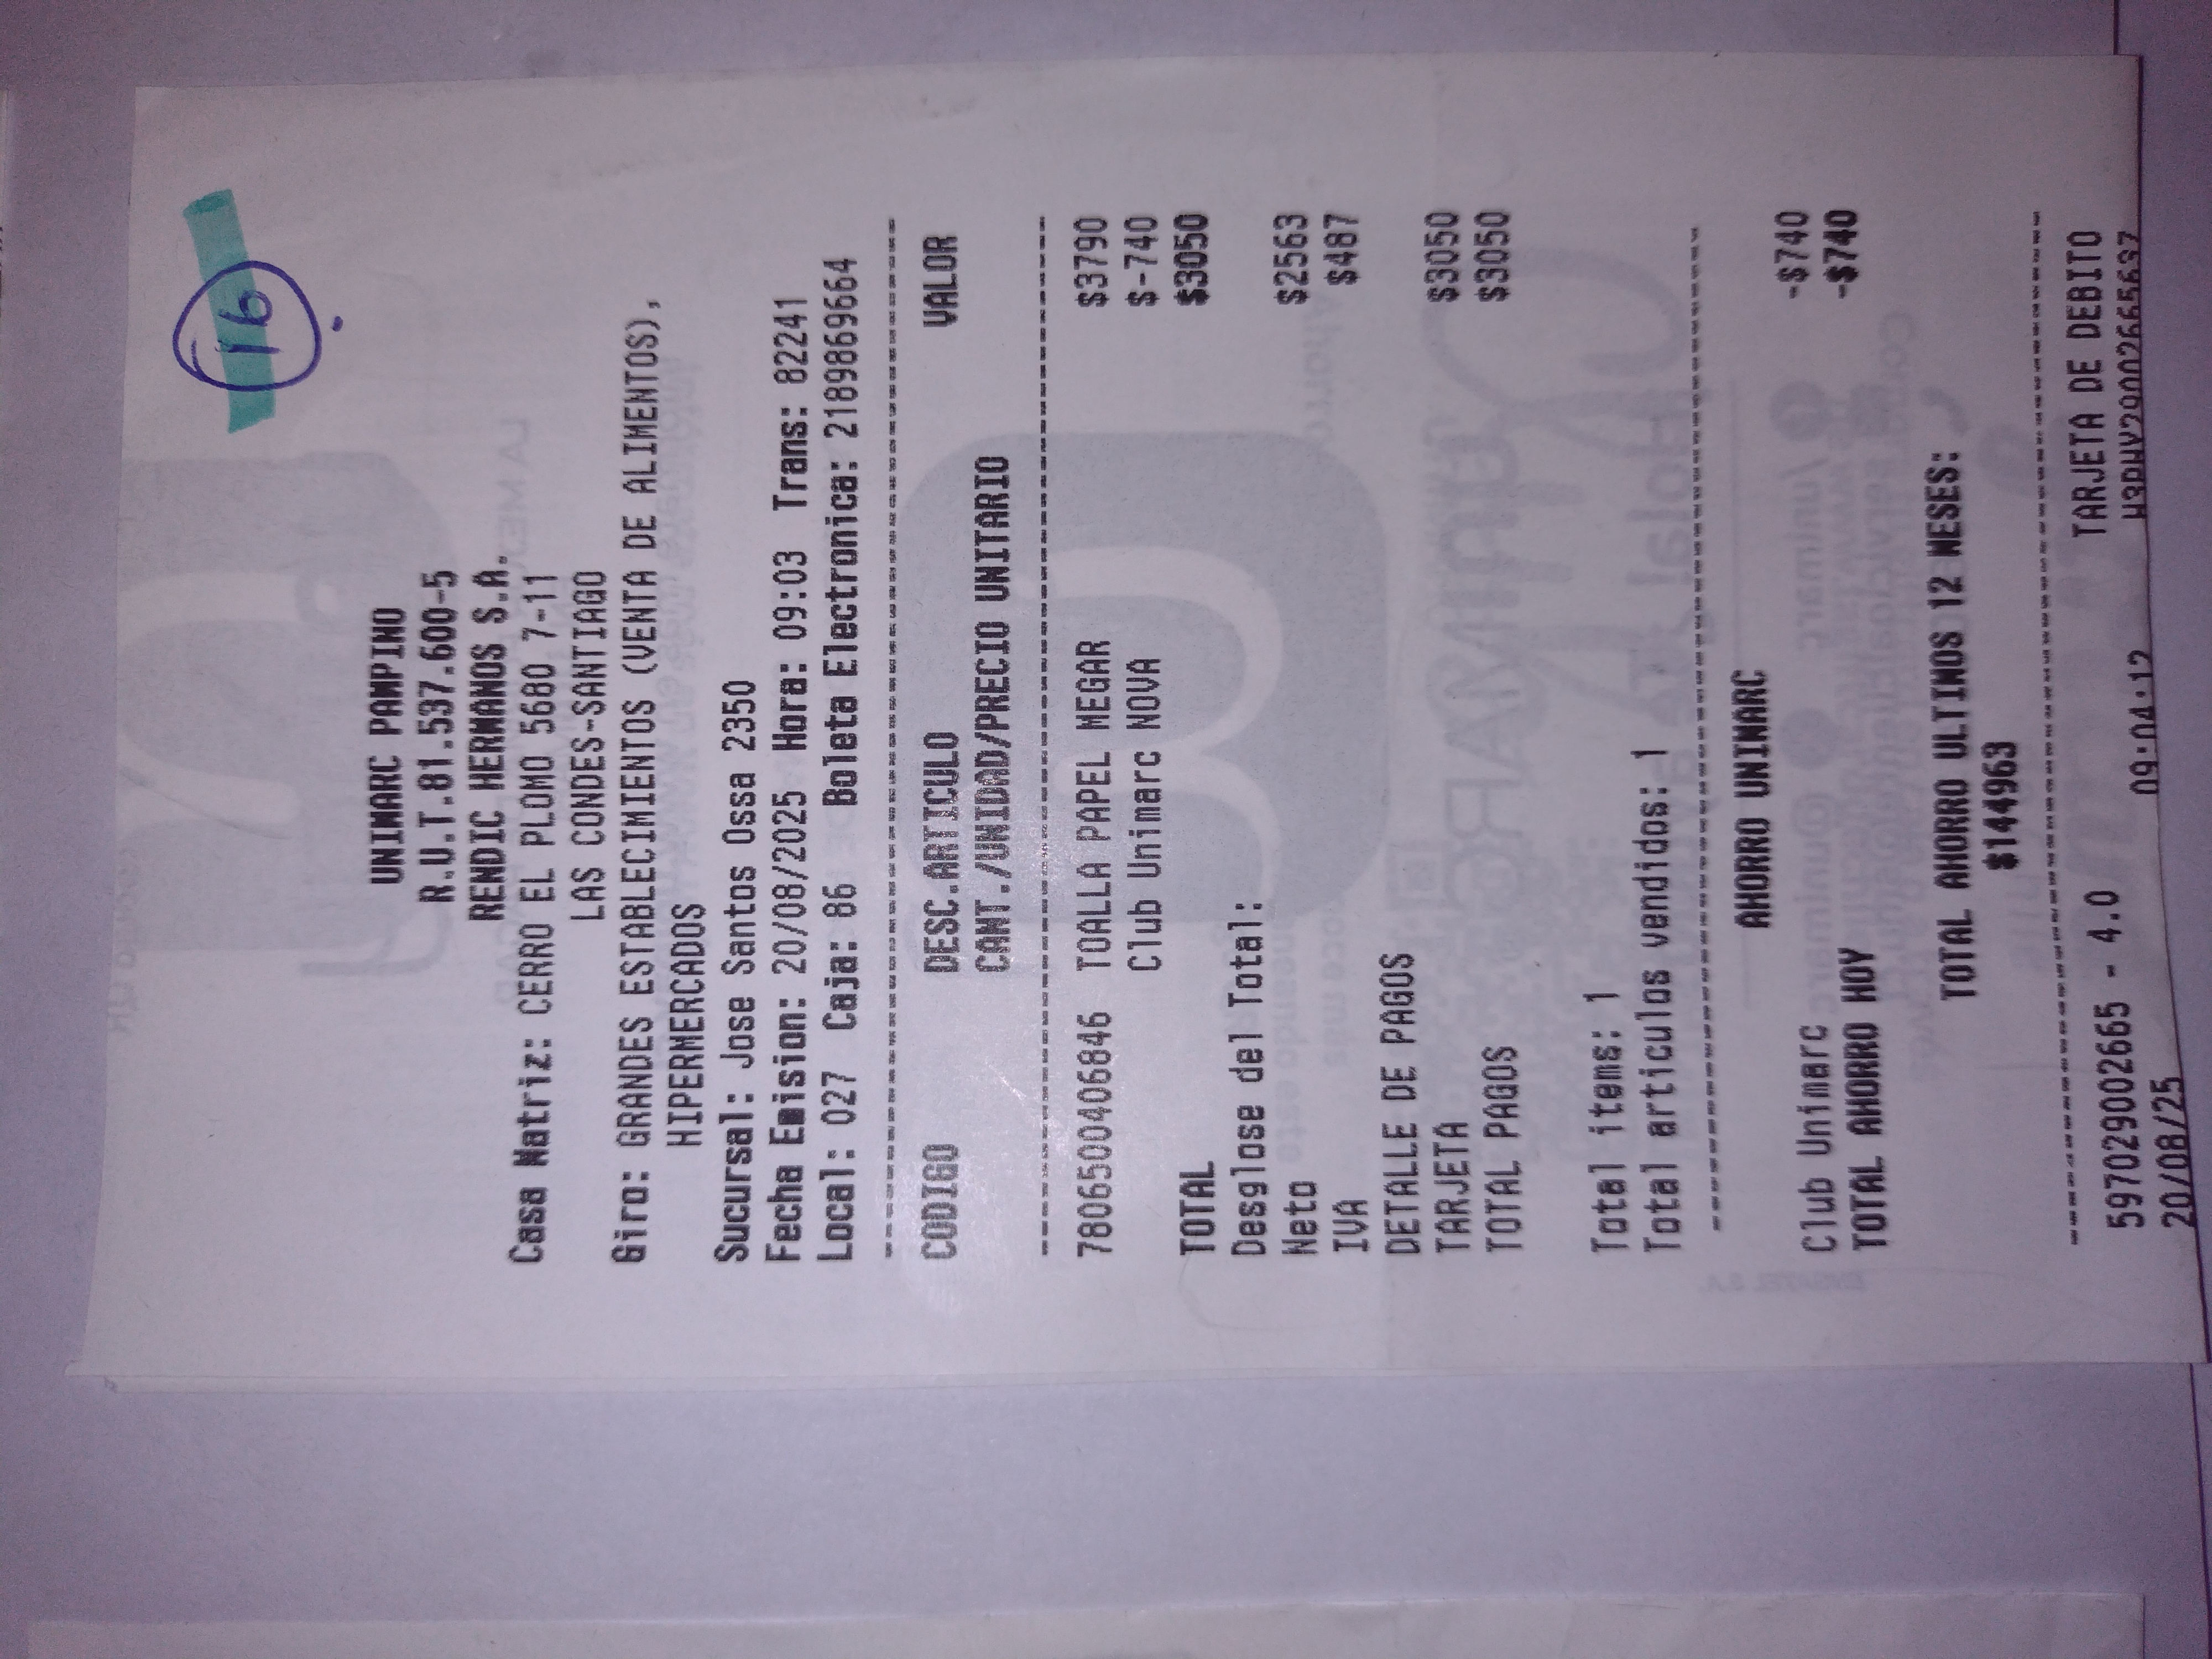 16
UNIMARC PAMPINO
R.U.T.81.537.600-5
RENDIC HERMANOS S.A.
Casa Matriz: CERRO EL PLOMO 5680 7-11
LAS CONDES-SANTIAGO
Giro: GRANDES ESTABLECIMIENTOS (VENTA DE ALIMENTOS),
HIPERMERCADOS
Sucursal: Jose Santos Ossa 2350
Fecha Emision: 20/08/2025 Hora: 09:03 Trans: 82241
Local: 027 Caja: 86 Boleta Electronica: 2189869664
CODIGO DESC.ARTICULO VALOR
CANT./UNIDAD/PRECIO UNITARIO
7806500406846 TOALLA PAPEL MEGAR $3790
Club Unimarc NOVA $-740
TOTAL $3050
Desglose del Total:
Neto $2563
IVA $487
DETALLE DE PAGOS
TARJETA $3050
TOTAL PAGOS $3050
Total items: 1
Total articulos vendidos: 1
AHORRO UNIMARC
Club Unimarc -$740
TOTAL AHORRO HOY -$740
TOTAL AHORRO ULTIMOS 12 MESES:
$144963
TARJETA DE DEBITO
597029002665 - 4.0
20/08/25 09:04:12